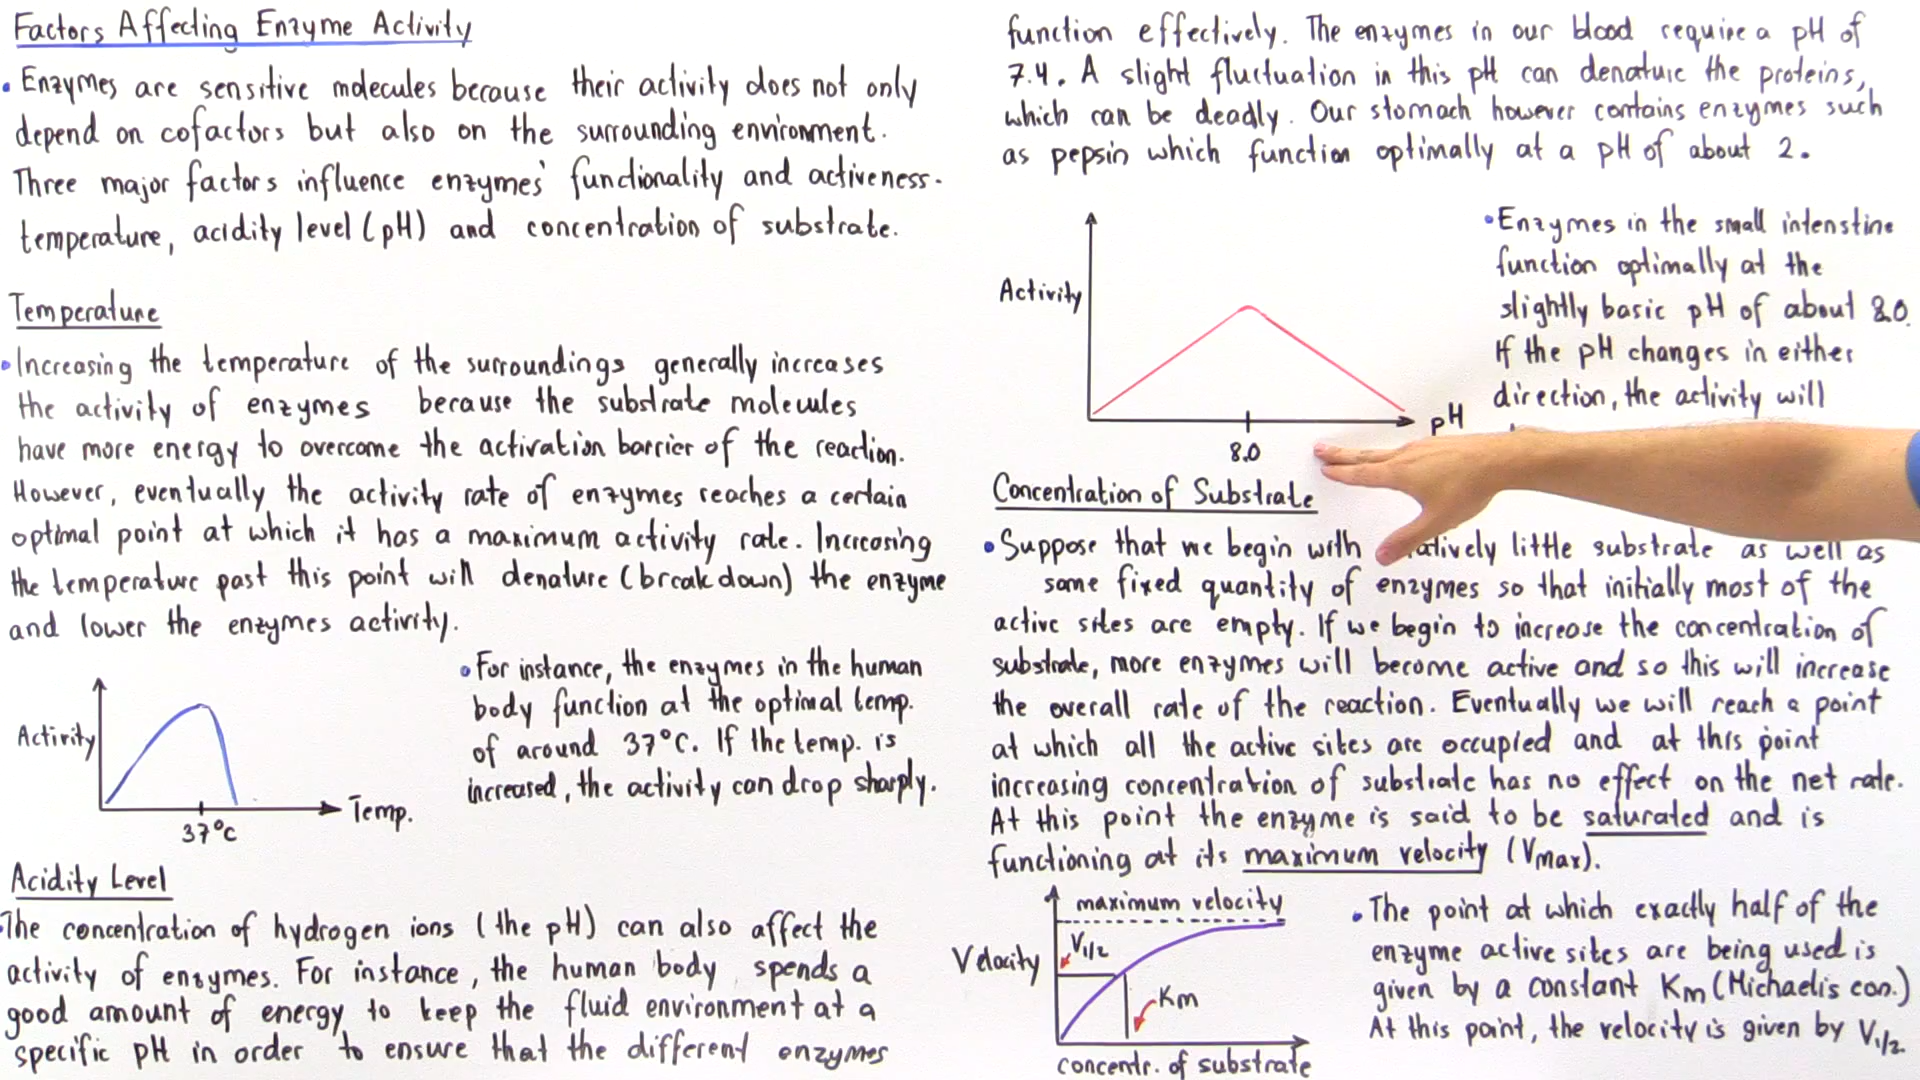 Factors Affecting Enzyme Activity
• Enzymes are sensitive molecules because their activity does not only
depend on cofactors but also on the surrounding environment.
Three major factors influence enzymes' functionality and activeness-
temperature, acidity level (pH) and concentration of substrate.
Temperature
• Increasing the temperature of the surroundings generally increases
the activity of enzymes because the substrate molecules
have more energy to overcome the activation barrier of the reaction.
However, eventually the activity rate of enzymes reaches a certain
optimal point at which it has a maximum activity rate. Increasing
the temperature past this point will denature (break down) the enzyme
and lower the enzymes activity.
Activity
Temp.
37°C
• For instance, the enzymes in the human
body function at the optimal temp.
of around 37°C. If the temp. is
increased, the activity can drop sharply.
Acidity Level
• The concentration of hydrogen ions (the pH) can also affect the
activity of enzymes. For instance, the human body spends a
good amount of energy to keep the fluid environment at a
specific pH in order to ensure that the different enzymes
function effectively. The enzymes in our blood require a pH of
7.4. A slight fluctuation in this pH can denature the proteins,
which can be deadly. Our stomach however contains enzymes such
as pepsin which function optimally at a pH of about 2.
Activity
pH
8.0
• Enzymes in the small intenstine
function optimally at the
slightly basic pH of about 8.0.
If the pH changes in either
direction, the activity will
Concentration of Substrate
• Suppose that we begin with little substrate as well as
some fixed quantity of enzymes so that initially most of the
active sites are empty. If we begin to increase the concentration of
substrate, more enzymes will become active and so this will increase
the overall rate of the reaction. Eventually we will reach a point
at which all the active sites are occupied and at this point
increasing concentration of substrate has no effect on the net rate.
At this point the enzyme is said to be saturated and is
functioning at its maximum velocity (Vmax).
maximum velocity
Velocity
V1/2
Km
concentr. of substrate
• The point at which exactly half of the
enzyme active sites are being used is
given by a constant Km (Michaelis con.)
At this point, the velocity is given by V1/2.